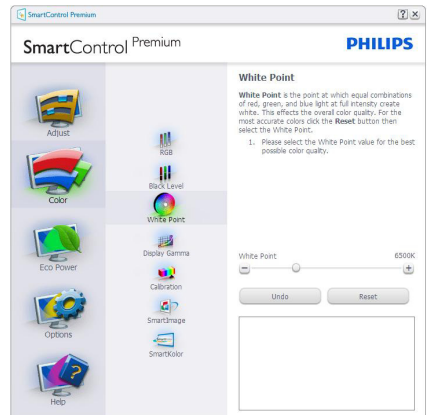 SmartControl Premium
SmartControl Premium
PHILIPS
Adjust
Color
Eco Power
Options
Help
RGB
Black Level
White Point
Display Gamma
Calibration
SmartImage
SmartKolor
White Point
White Point is the point at which equal combinations
of red, green, and blue light at full intensity create
white. This effects the overall color quality. For the
most accurate colors click the Reset button then
select the White Point.
1. Please select the White Point value for the best
possible color quality.
White Point 6500K
Undo Reset